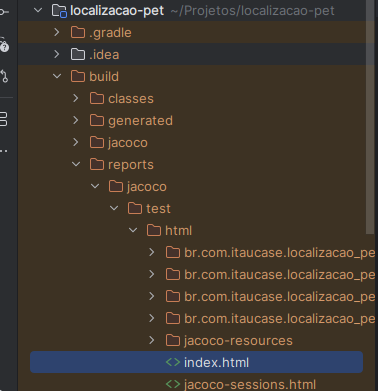 localizacao-pet ~/Projetos/localizacao-pet
.gradle
.idea
build
classes
generated
jacoco
reports
jacoco
test
html
br.com.itaucase.localizacao_pe
br.com.itaucase.localizacao_pe
br.com.itaucase.localizacao_pe
br.com.itaucase.localizacao_pe
jacoco-resources
<> index.html
<> jacoco-sessions.html